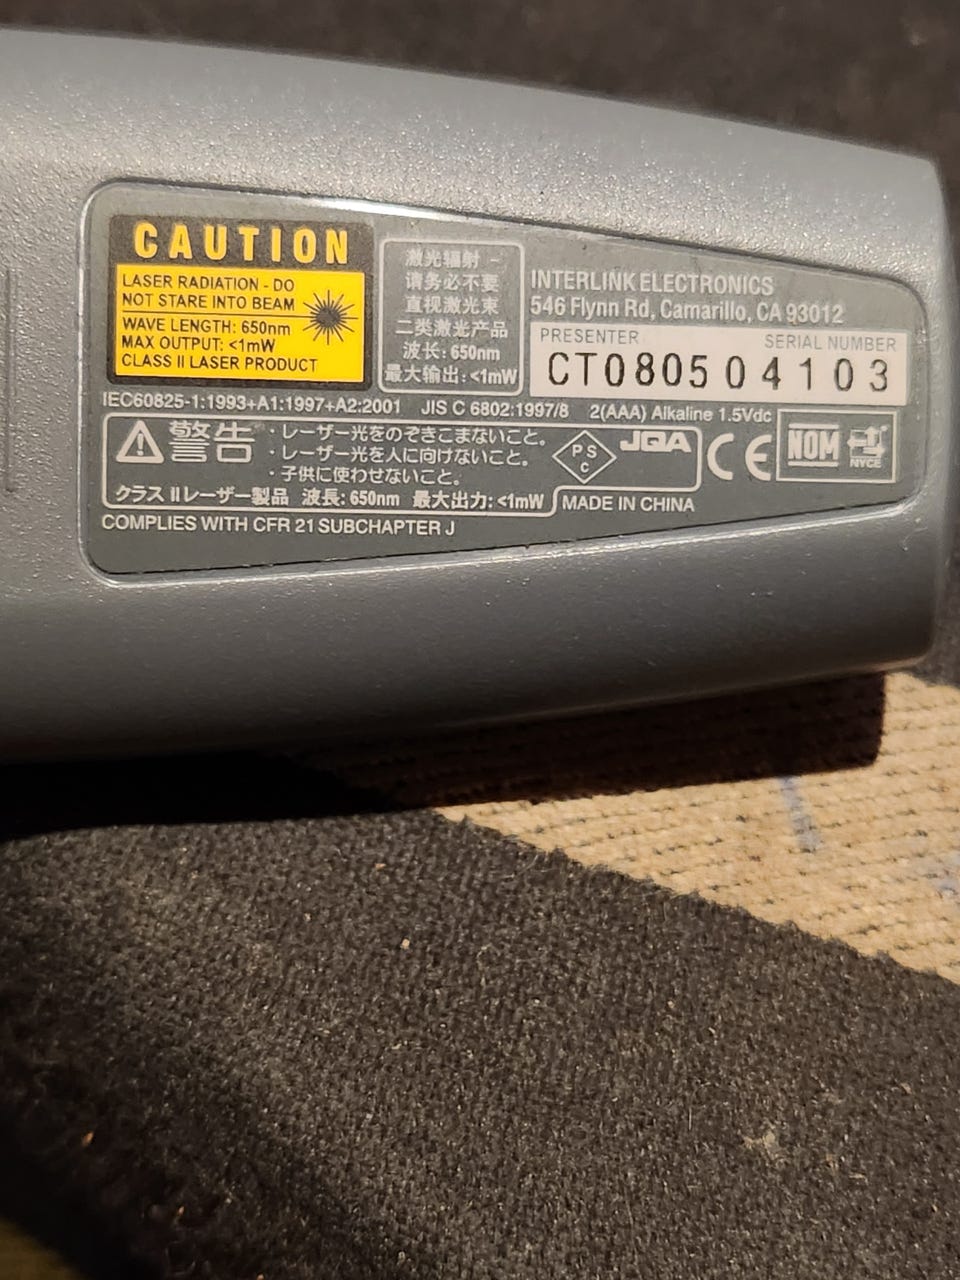 CAUTION
LASER RADIATION - DO
NOT STARE INTO BEAM
WAVE LENGTH: 650nm
MAX OUTPUT: <1mW
CLASS II LASER PRODUCT
激光辐射 -
请务必不要
直视激光束
二类激光产品
波长: 650nm
最大输出: <1mW
INTERLINK ELECTRONICS
546 Flynn Rd, Camarillo, CA 93012
PRESENTER SERIAL NUMBER
CT080504103
IEC60825-1:1993+A1:1997+A2:2001 JIS C 6802:1997/8 2(AAA) Alkaline 1.5Vdc
警告
・レーザー光をのぞきこまないこと。
・レーザー光を人に向けないこと。
・子供に使わせないこと。
クラス II レーザー製品 波長: 650nm 最大出力: <1mW
PS
C
JQA
CE
NOM
NYCE
MADE IN CHINA
COMPLIES WITH CFR 21 SUBCHAPTER J